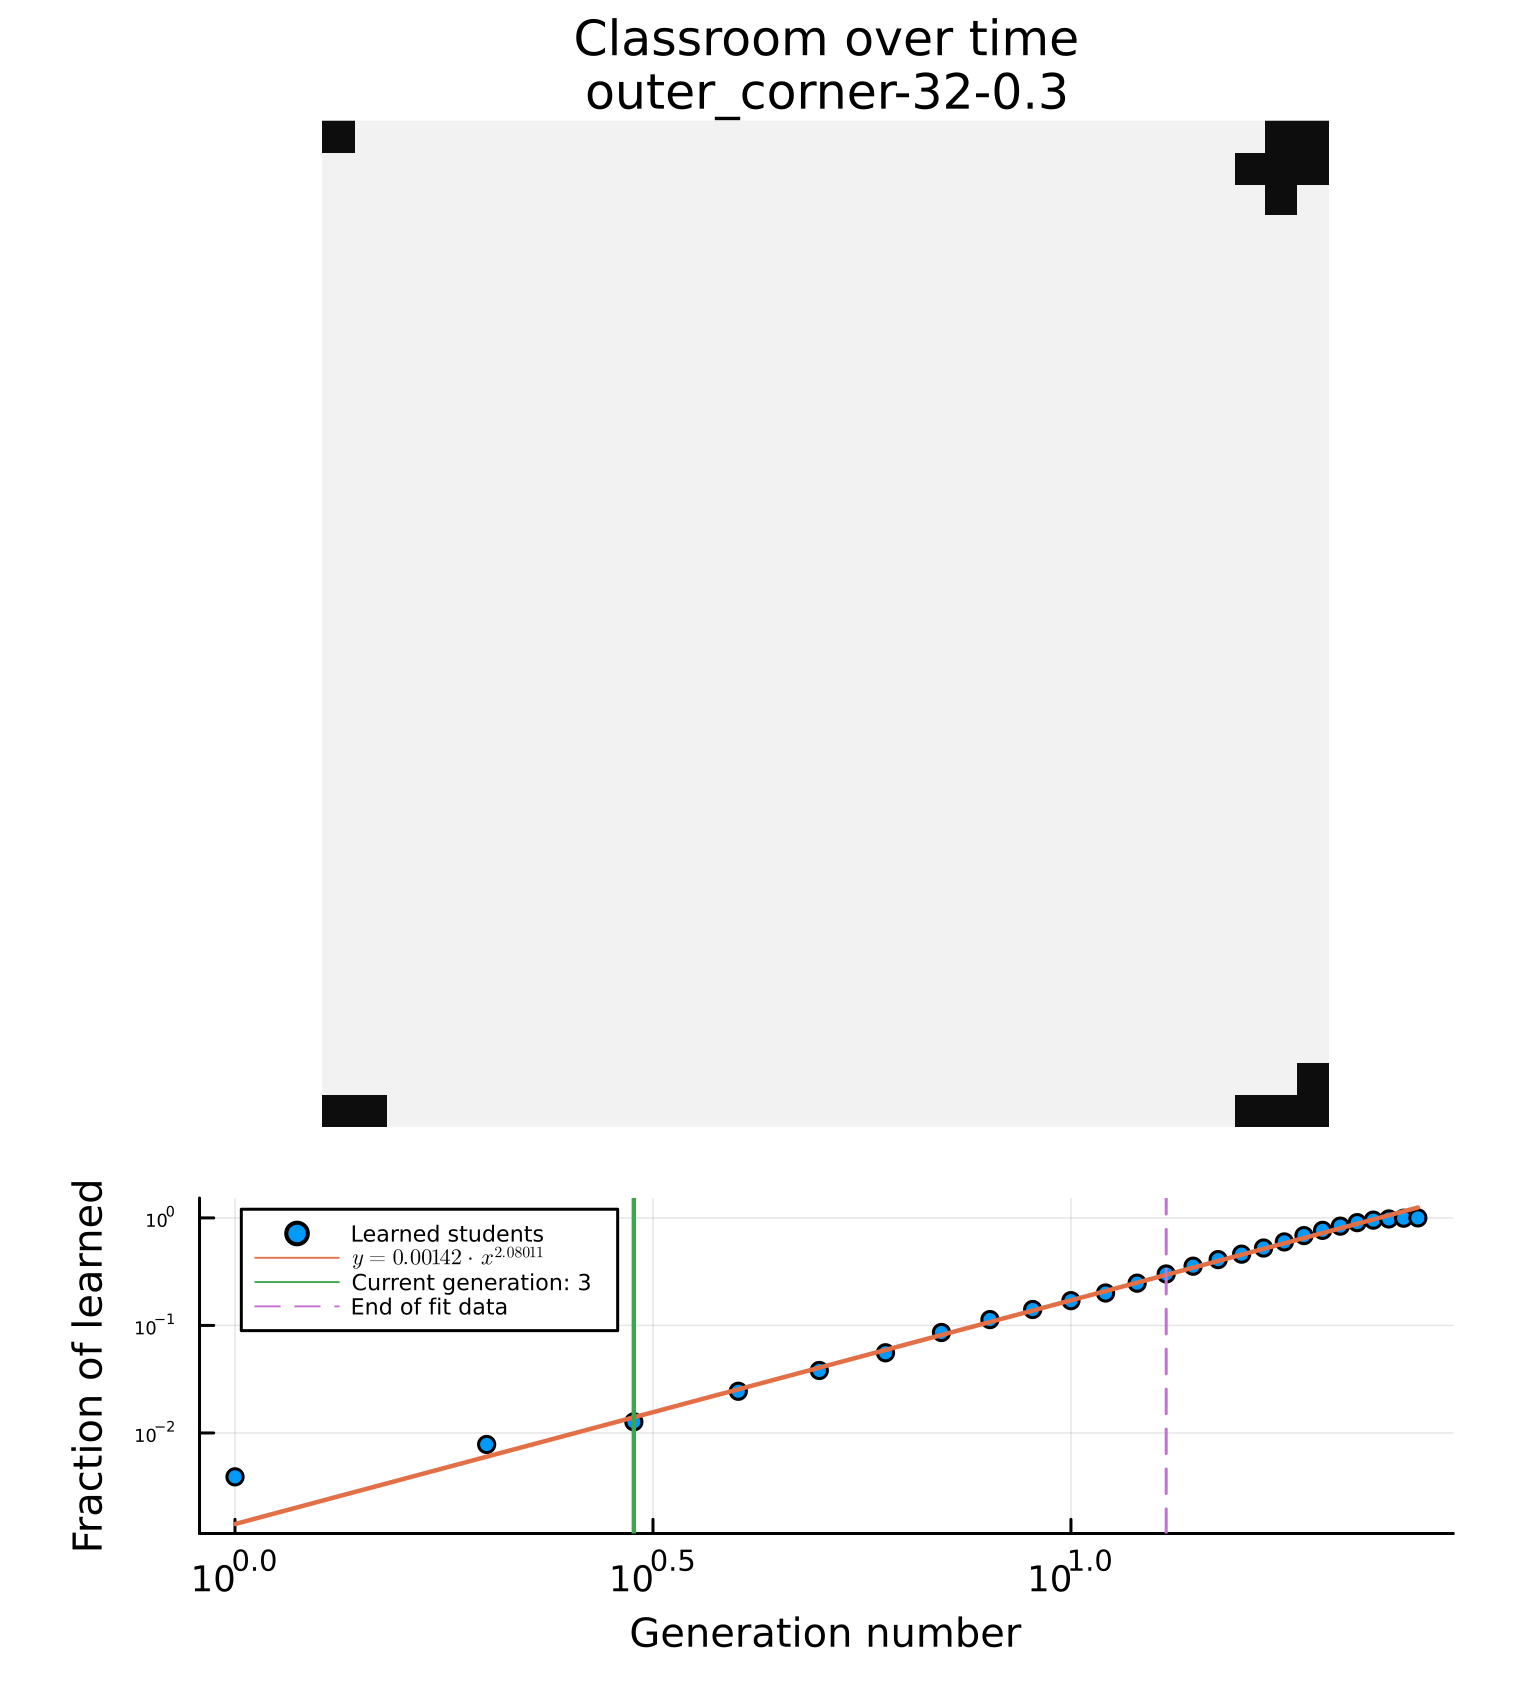 Classroom over time
outer_corner-32-0.3
Fraction of learned
10^0
10^−1
10^−2
Learned students
y = 0.00142 · x^2.08011
Current generation: 3
End of fit data
10^0.0
10^0.5
10^1.0
Generation number